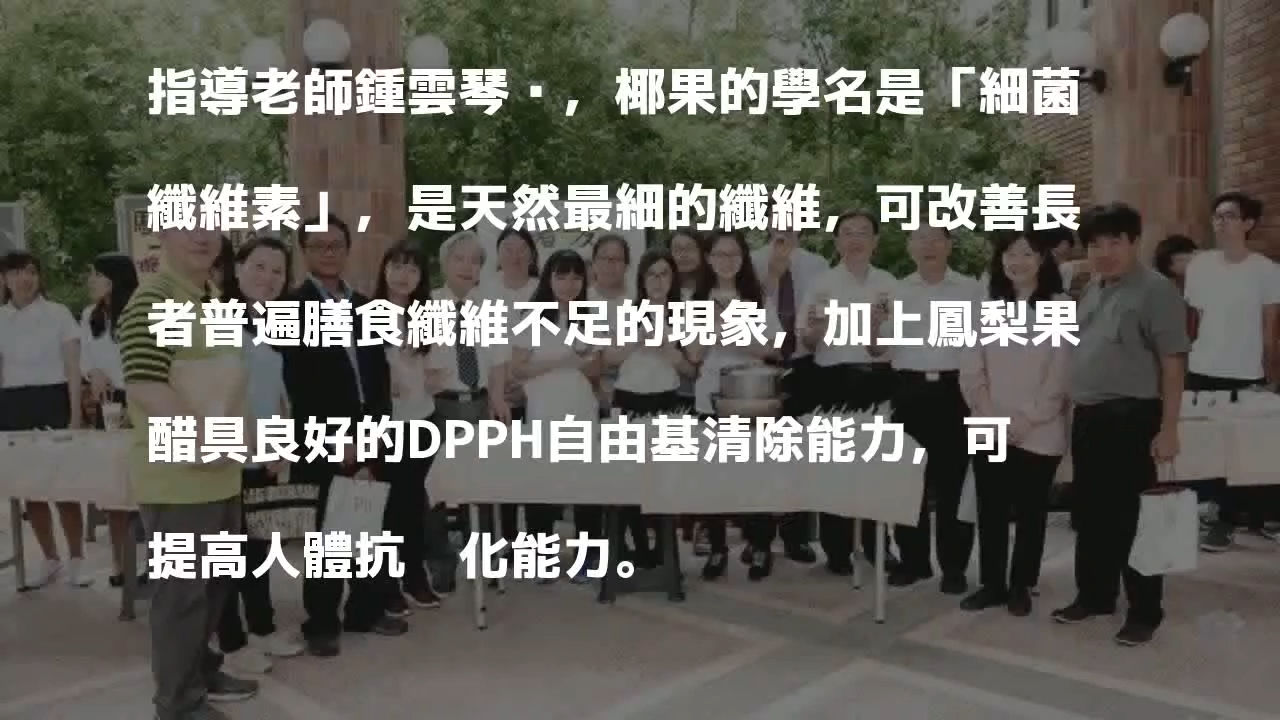 指導老師鍾雲琴·，椰果的學名是「細菌
纖維素」，是天然最細的纖維，可改善長
者普遍膳食纖維不足的現象，加上鳳梨果
醋具良好的DPPH自由基清除能力，可
提高人體抗 化能力。